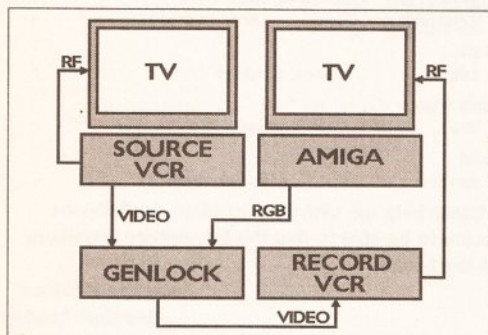 RF
TV
TV
RF
SOURCE
VCR
AMIGA
VIDEO
RGB
GENLOCK
RECORD
VCR
VIDEO